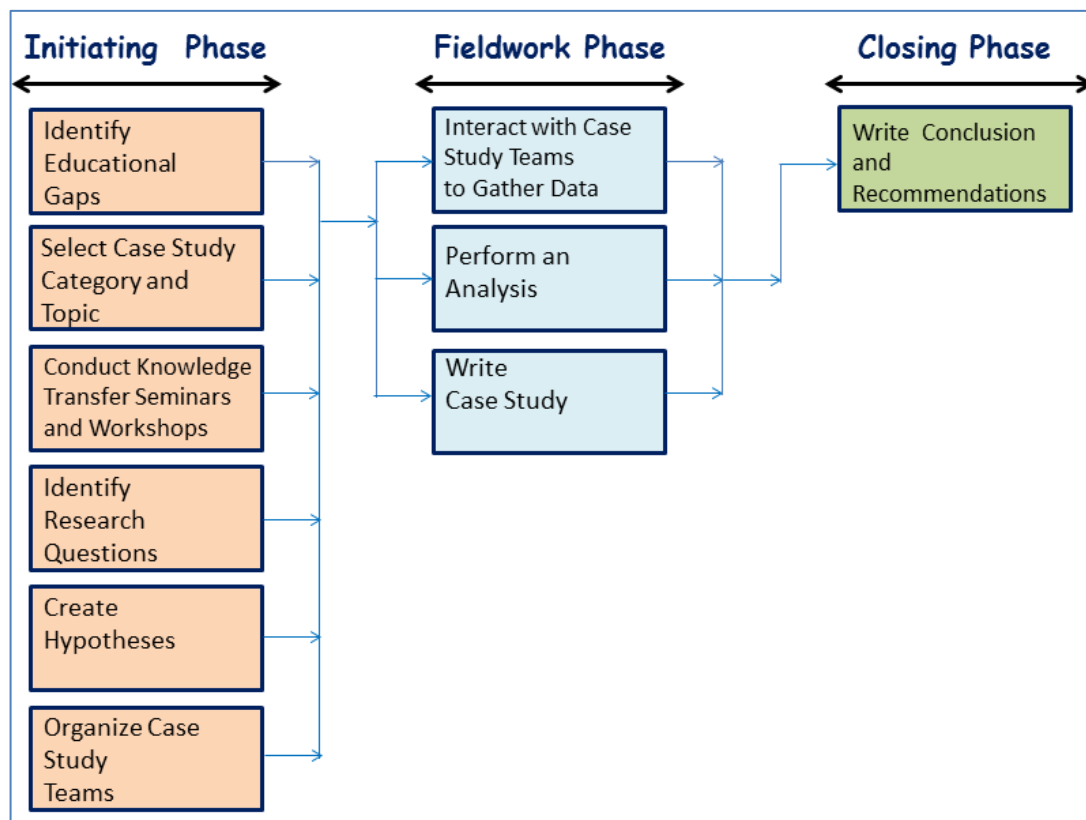 Initiating Phase
Identify
Educational
Gaps
Select Case Study
Category and
Topic
Conduct Knowledge
Transfer Seminars
and Workshops
Identify
Research
Questions
Create
Hypotheses
Organize Case
Study
Teams
Fieldwork Phase
Interact with Case
Study Teams
to Gather Data
Perform an
Analysis
Write
Case Study
Closing Phase
Write Conclusion
and
Recommendations